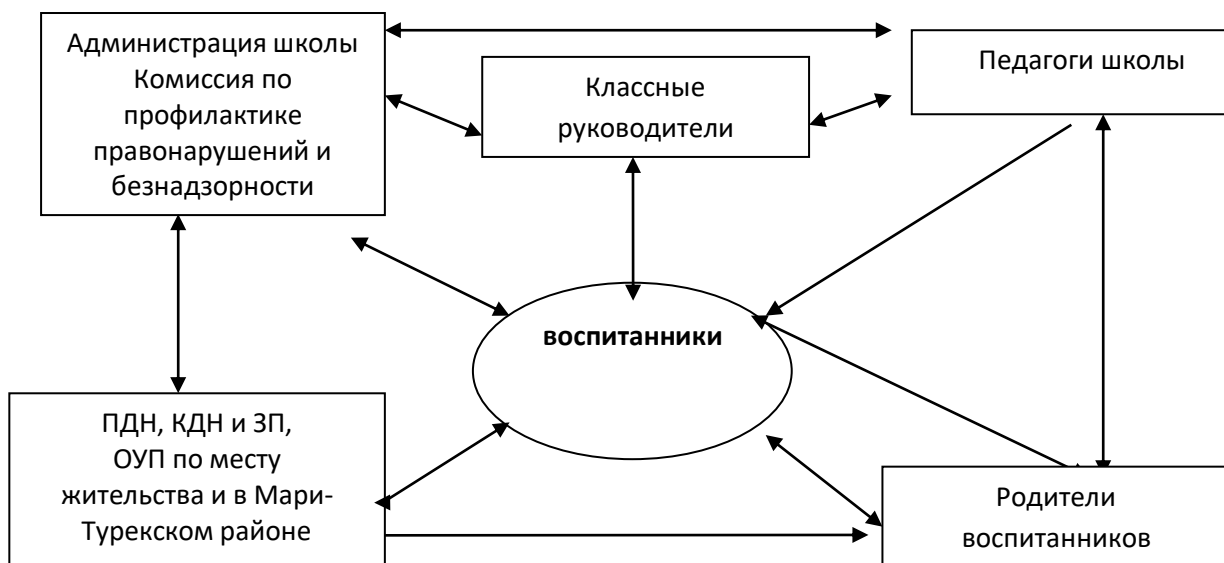 Администрация школы
Комиссия по
профилактике
правонарушений и
безнадзорности
Классные
руководители
Педагоги школы
воспитанники
ПДН, КДН и ЗП,
ОУП по месту
жительства и в Мари-
Турекском районе
Родители
воспитанников